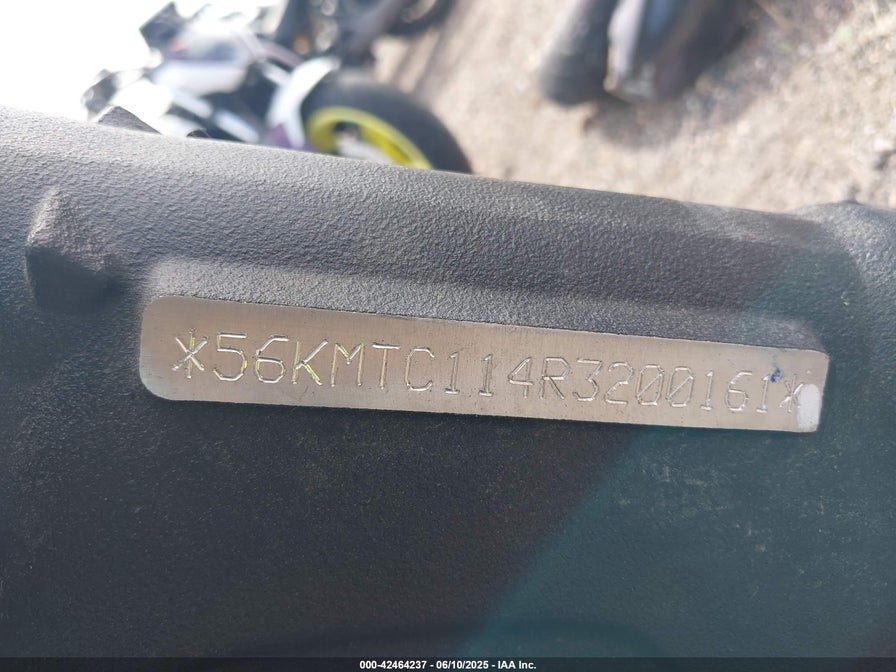 *56KMTC114R3200161*
000-42464237 - 06/10/2025 - IAA Inc.